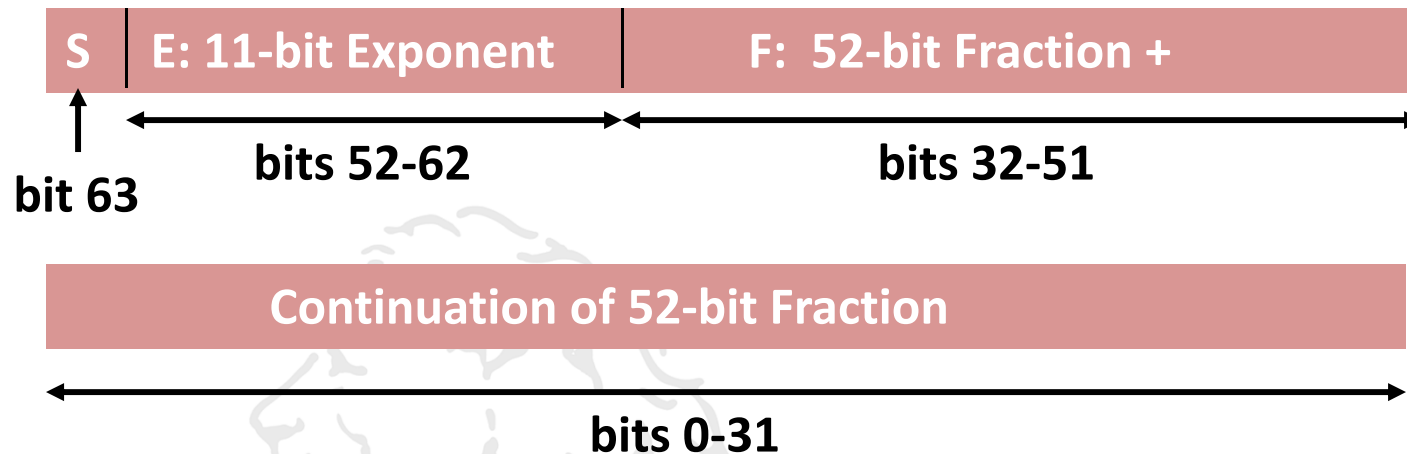 S E: 11-bit Exponent F: 52-bit Fraction +
bits 52-62 bits 32-51
bit 63
Continuation of 52-bit Fraction
bits 0-31